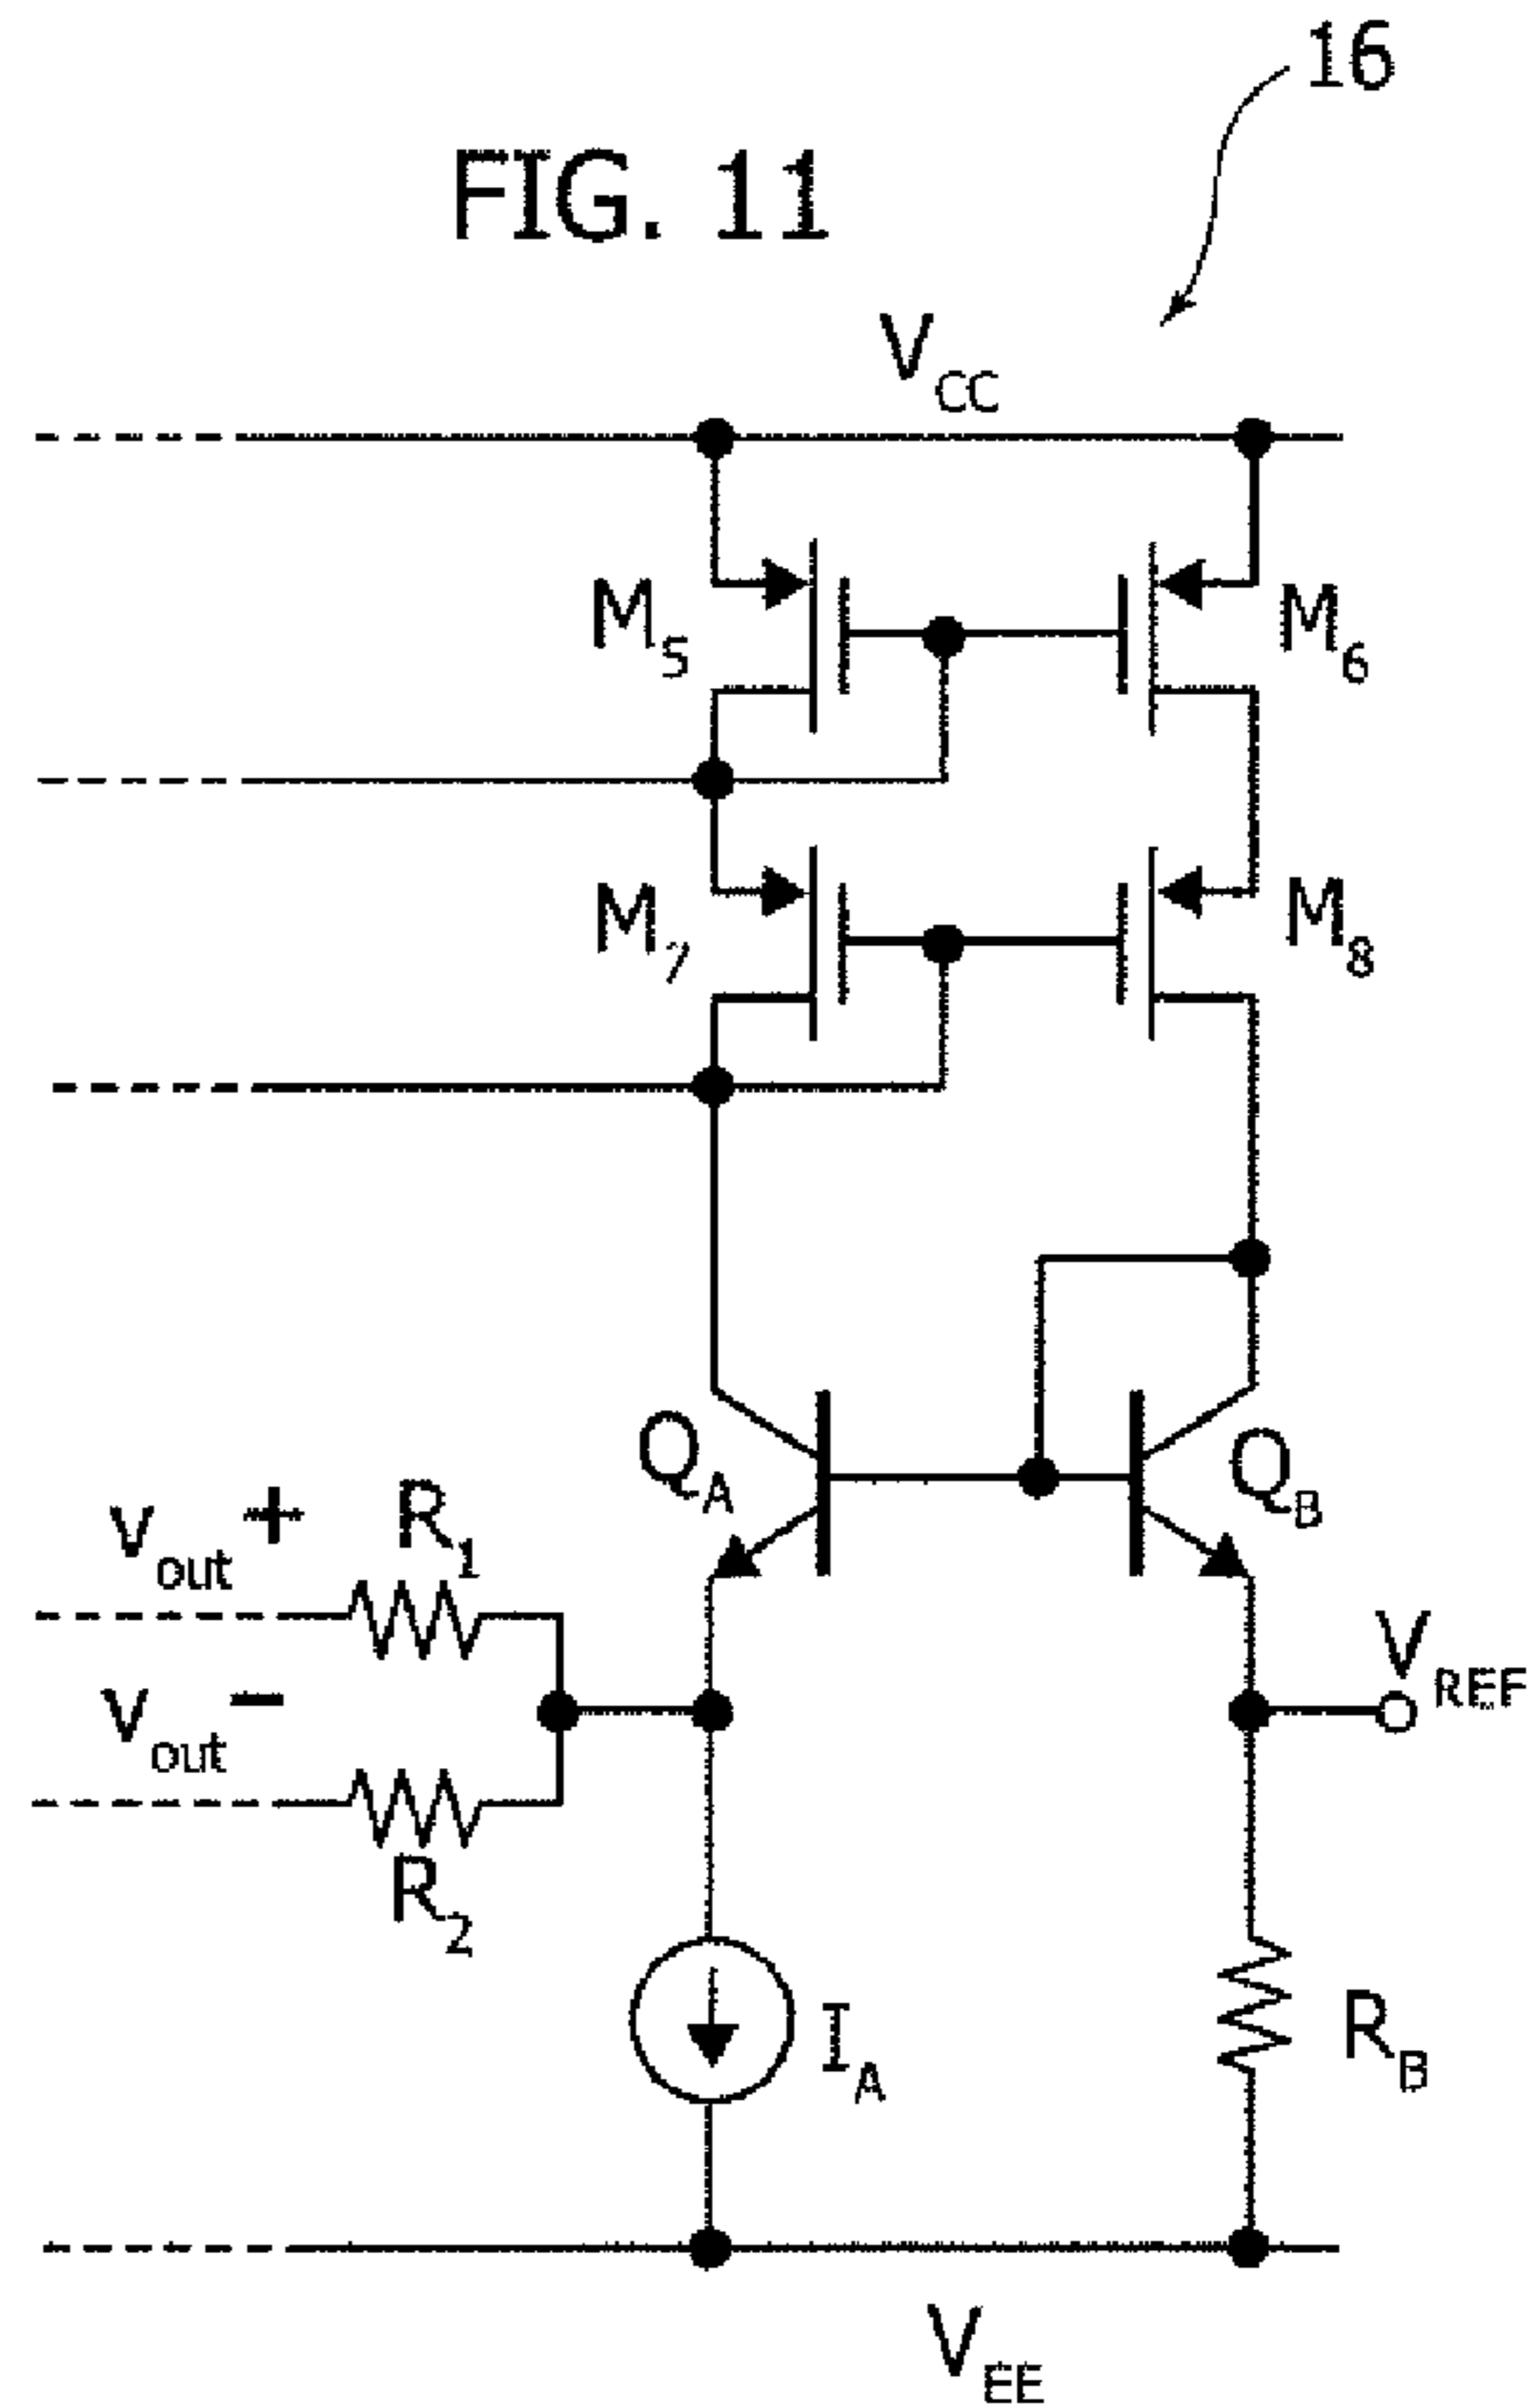 16
FIG. 11
VCC
M5
M6
M7
M8
QA
QB
vout+
R1
vout−
R2
VREF
IA
RB
VEE